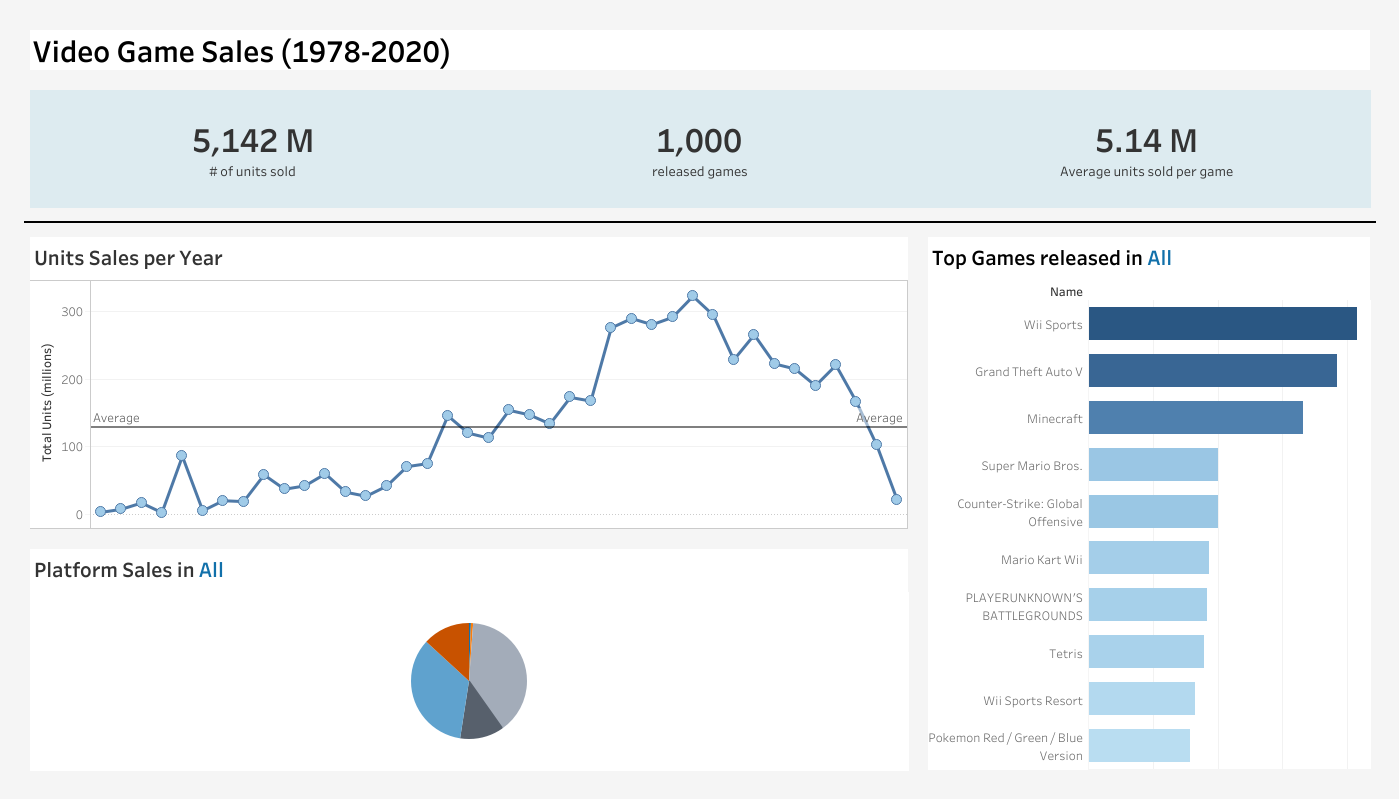 Video Game Sales (1978-2020)
5,142 M
# of units sold
1,000
released games
5.14 M
Average units sold per game
Units Sales per Year
Total Units (millions)
300
200
100
0
Average
Average
Platform Sales in All
Top Games released in All
Name
Wii Sports
Grand Theft Auto V
Minecraft
Super Mario Bros.
Counter-Strike: Global
Offensive
Mario Kart Wii
PLAYERUNKNOWN'S
BATTLEGROUNDS
Tetris
Wii Sports Resort
Pokemon Red / Green / Blue
Version